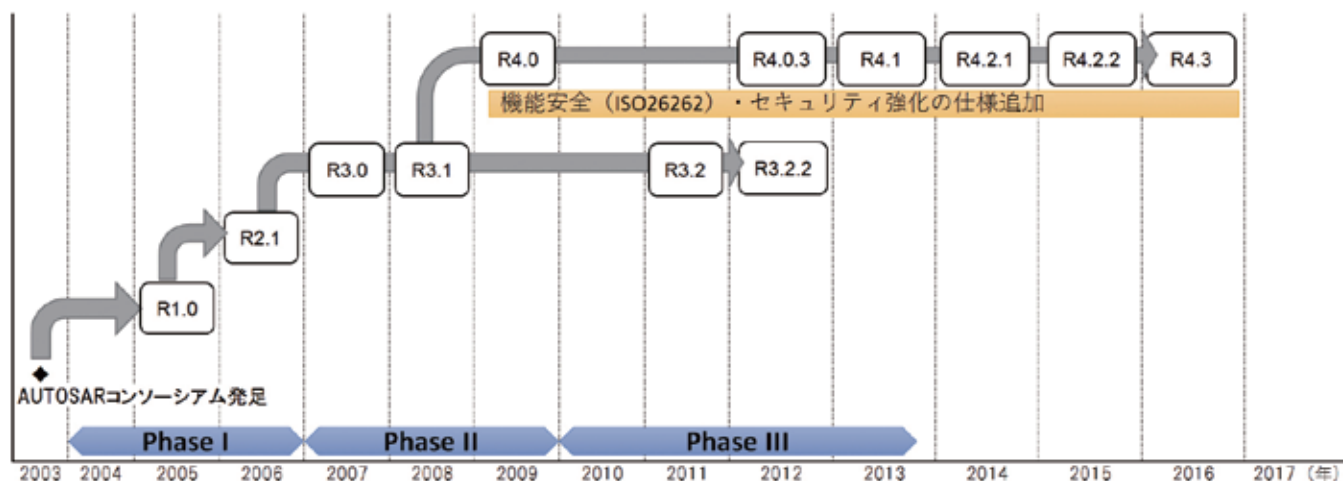 R4.0 R4.0.3 R4.1 R4.2.1 R4.2.2 R4.3
機能安全（ISO26262）・セキュリティ強化の仕様追加
R3.0 R3.1 R3.2 R3.2.2
R2.1
R1.0
◆
AUTOSARコンソーシアム発足
Phase I Phase II Phase III
2003 2004 2005 2006 2007 2008 2009 2010 2011 2012 2013 2014 2015 2016 2017（年）